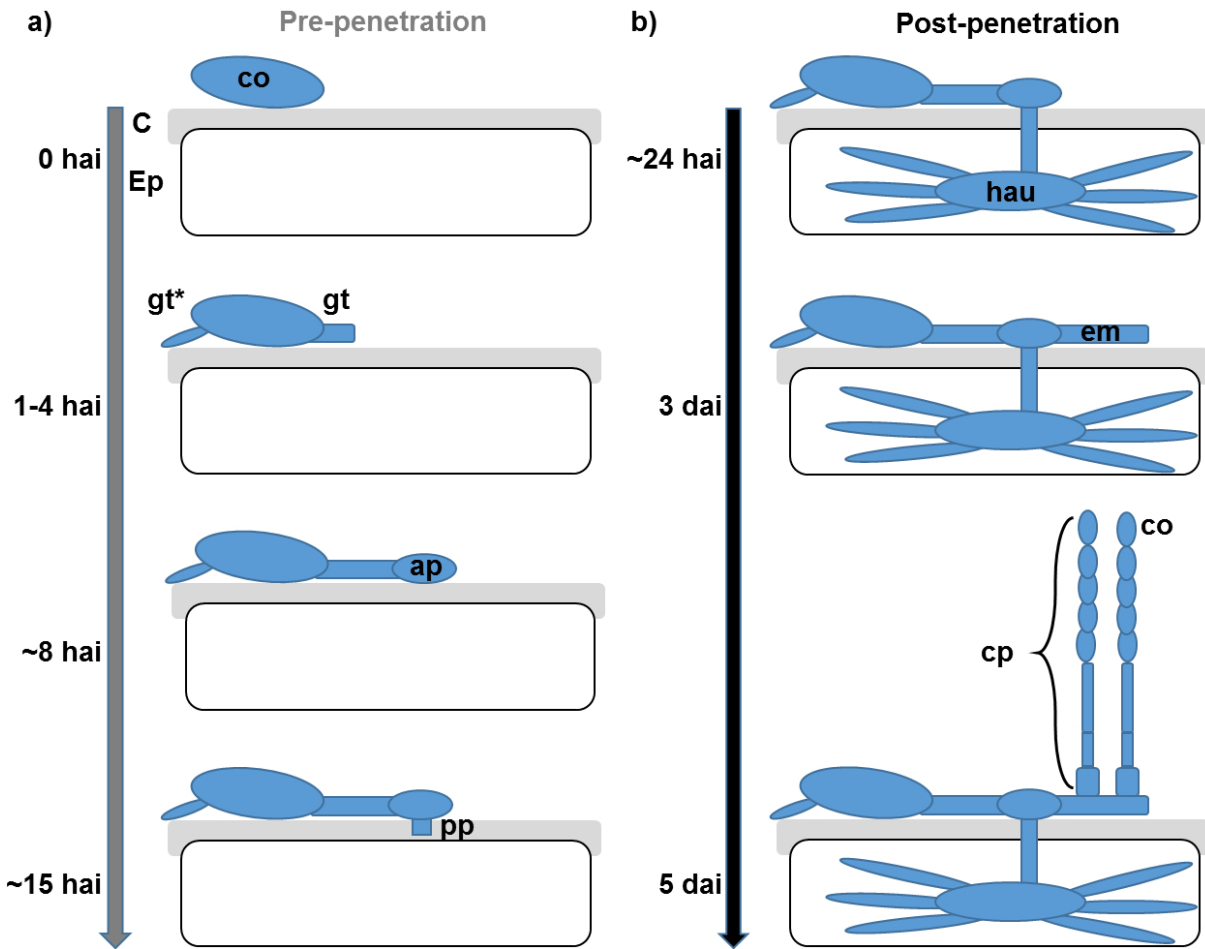 a)
Pre-penetration
co
C
0 hai
Ep
gt*
gt
1-4 hai
ap
~8 hai
pp
~15 hai
b)
Post-penetration
~24 hai
hau
em
3 dai
co
cp
5 dai